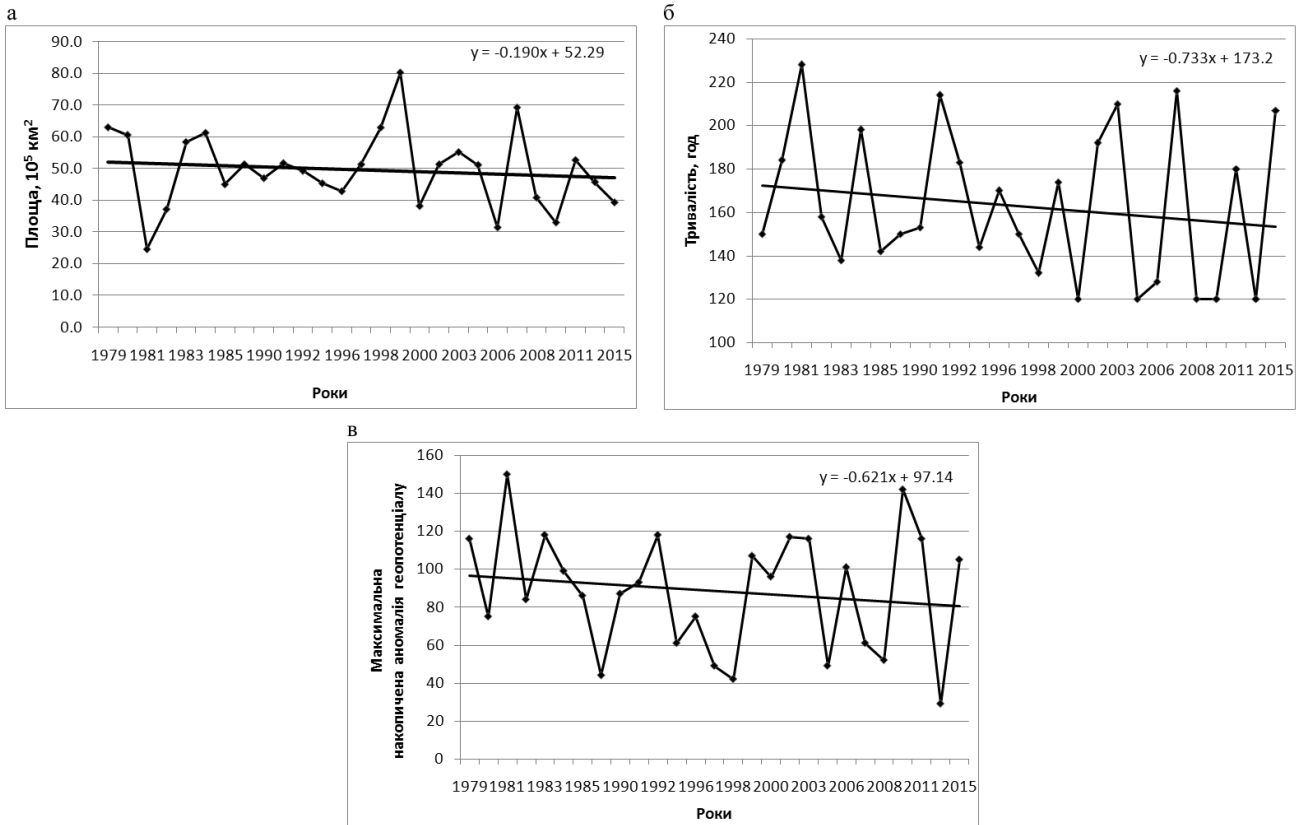 а
90.0
80.0
70.0
60.0
50.0
40.0
30.0
20.0
10.0
0.0
Площа, 10⁵ км²
y = -0.190x + 52.29
1979 1981 1983 1985 1990 1992 1996 1998 2000 2003 2006 2008 2011 2015
Роки
б
240
220
200
180
160
140
120
100
Тривалість, год
y = -0.733x + 173.2
1979 1981 1983 1985 1990 1992 1996 1998 2000 2003 2006 2008 2011 2015
Роки
в
160
140
120
100
80
60
40
20
0
Максимальна
накопичена аномалія геопотенціалу
y = -0.621x + 97.14
1979 1981 1983 1985 1990 1992 1996 1998 2000 2003 2006 2008 2011 2015
Роки